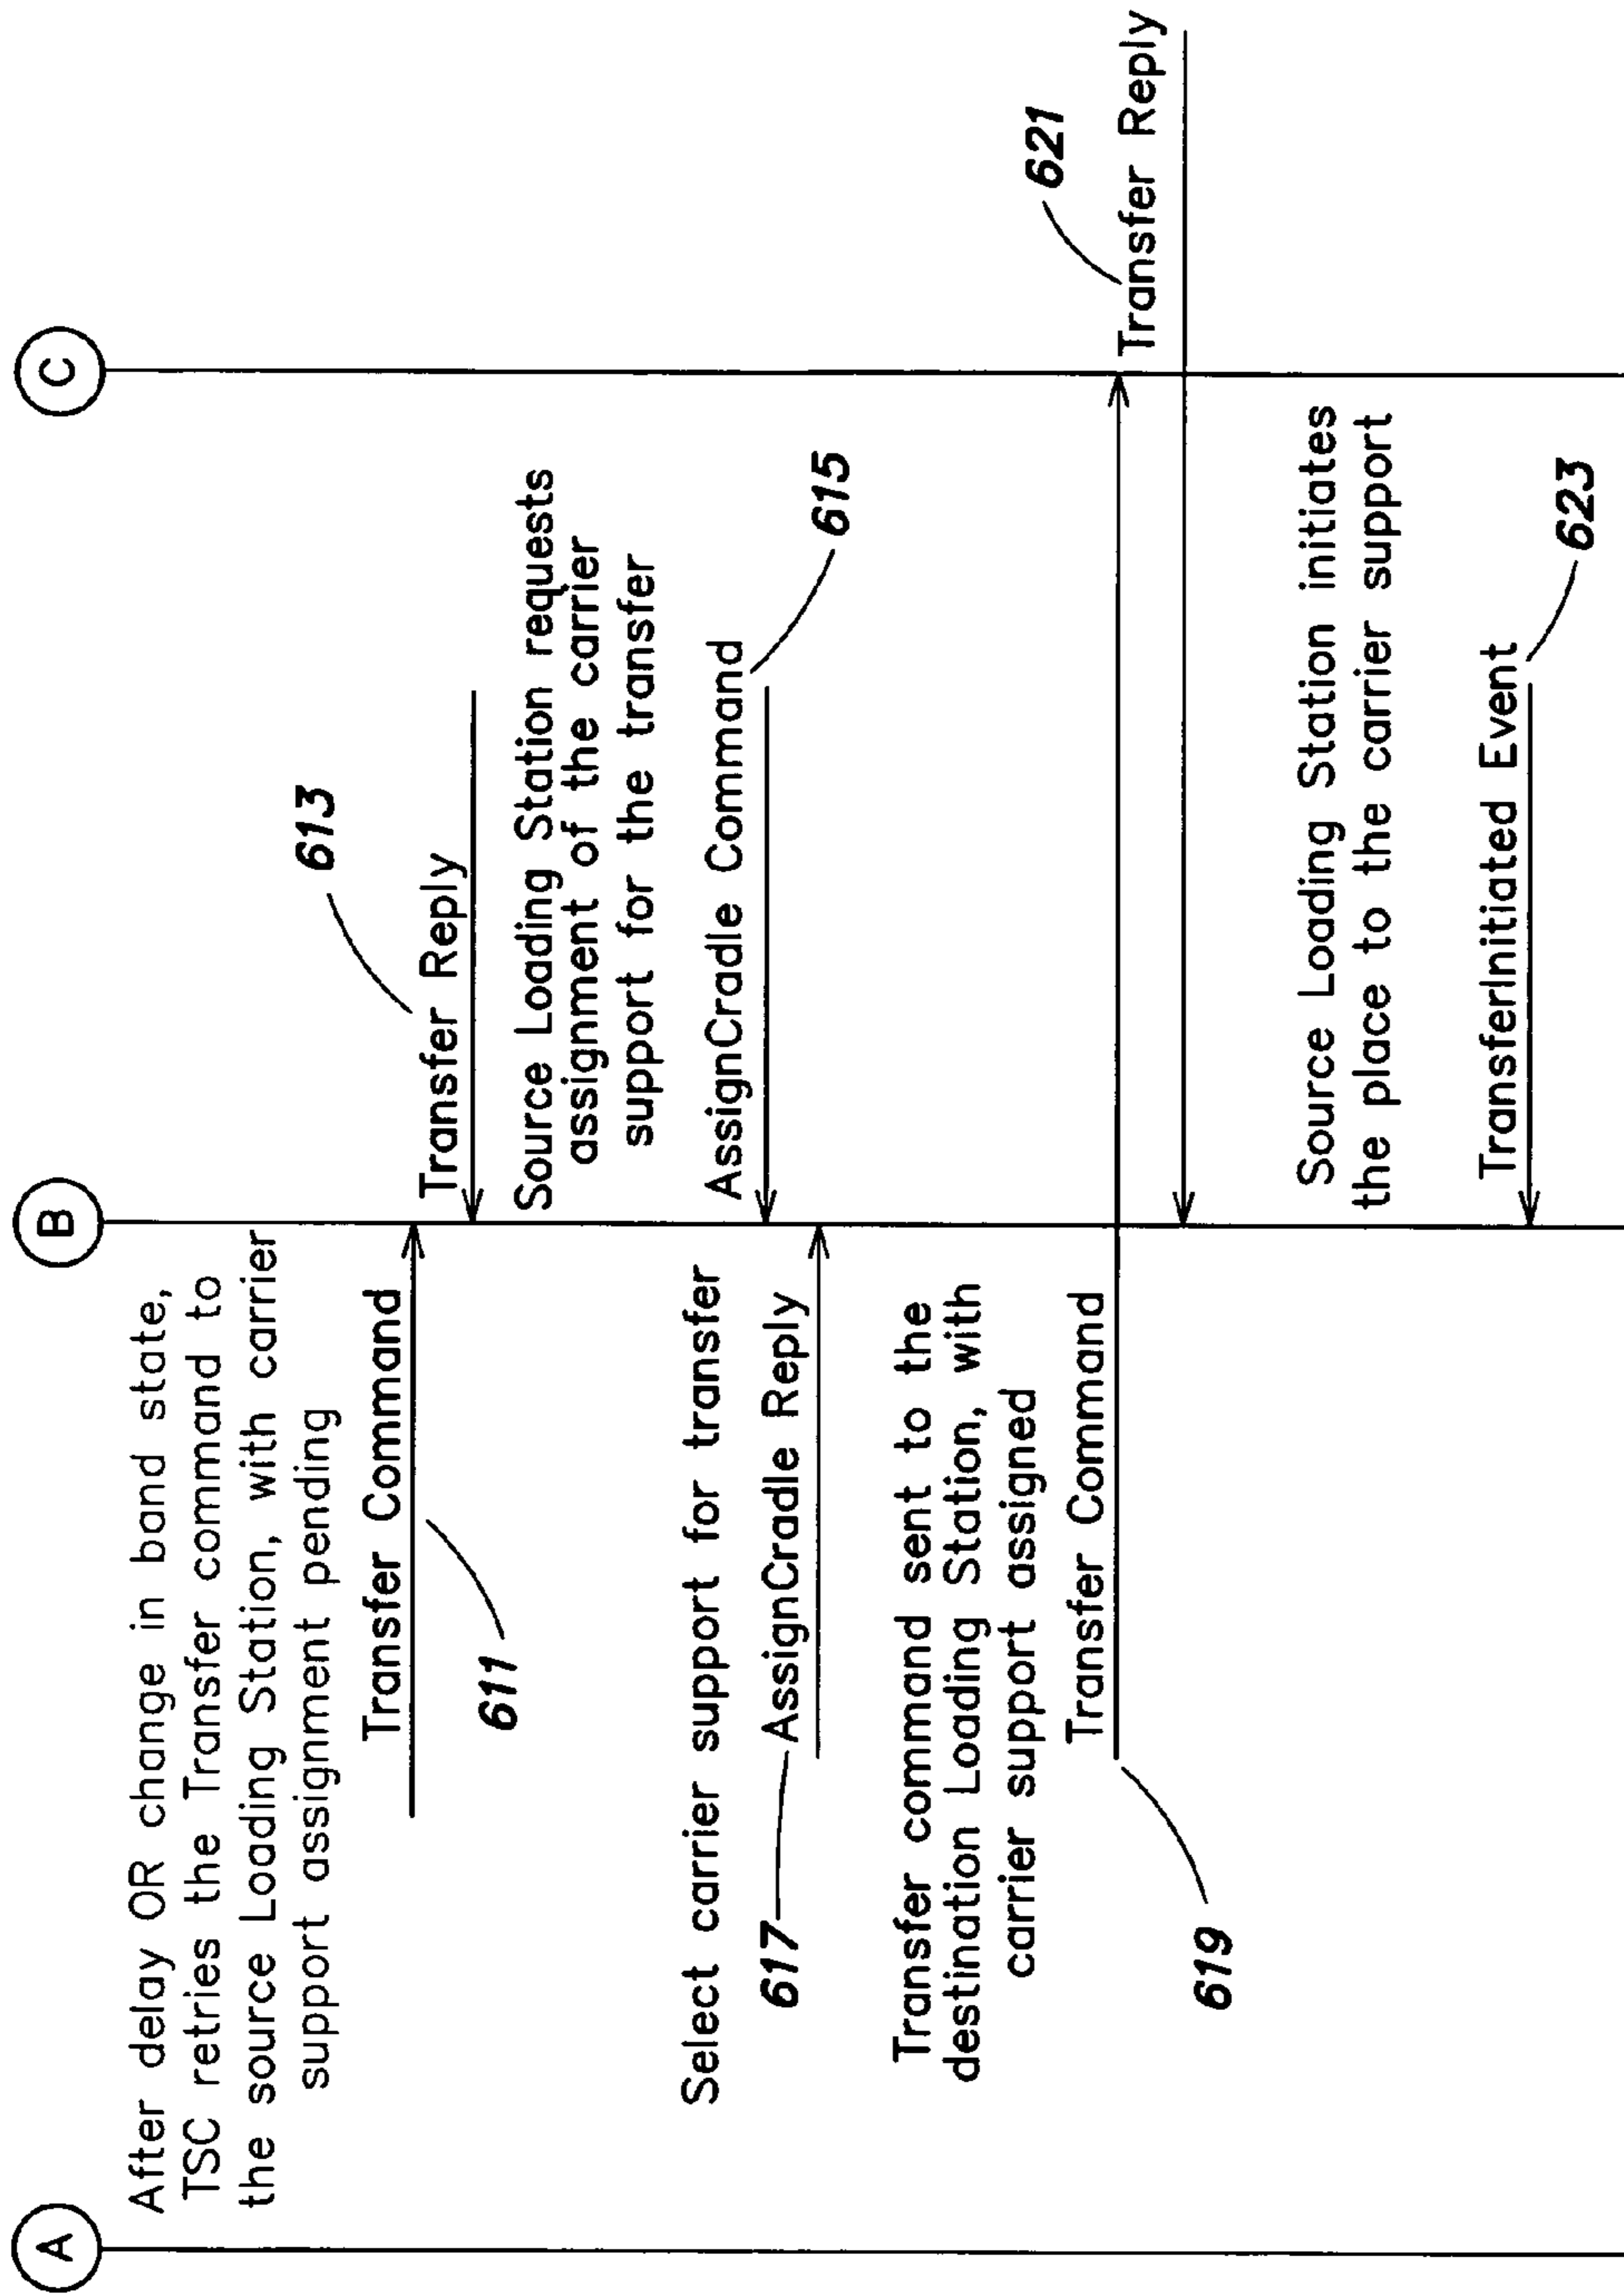 A
B
C
After delay OR change in band state,
TSC retries the Transfer command to
the source Loading Station, with carrier
support assignment pending
Transfer Command
611
613
Transfer Reply
Source Loading Station requests
assignment of the carrier
support for the transfer
AssignCradle Command
615
Select carrier support for transfer
617 AssignCradle Reply
Transfer command sent to the
destination Loading Station, with
carrier support assigned
Transfer Command
619
621
Transfer Reply
Source Loading Station initiates
the place to the carrier support
TransferInitiated Event
623